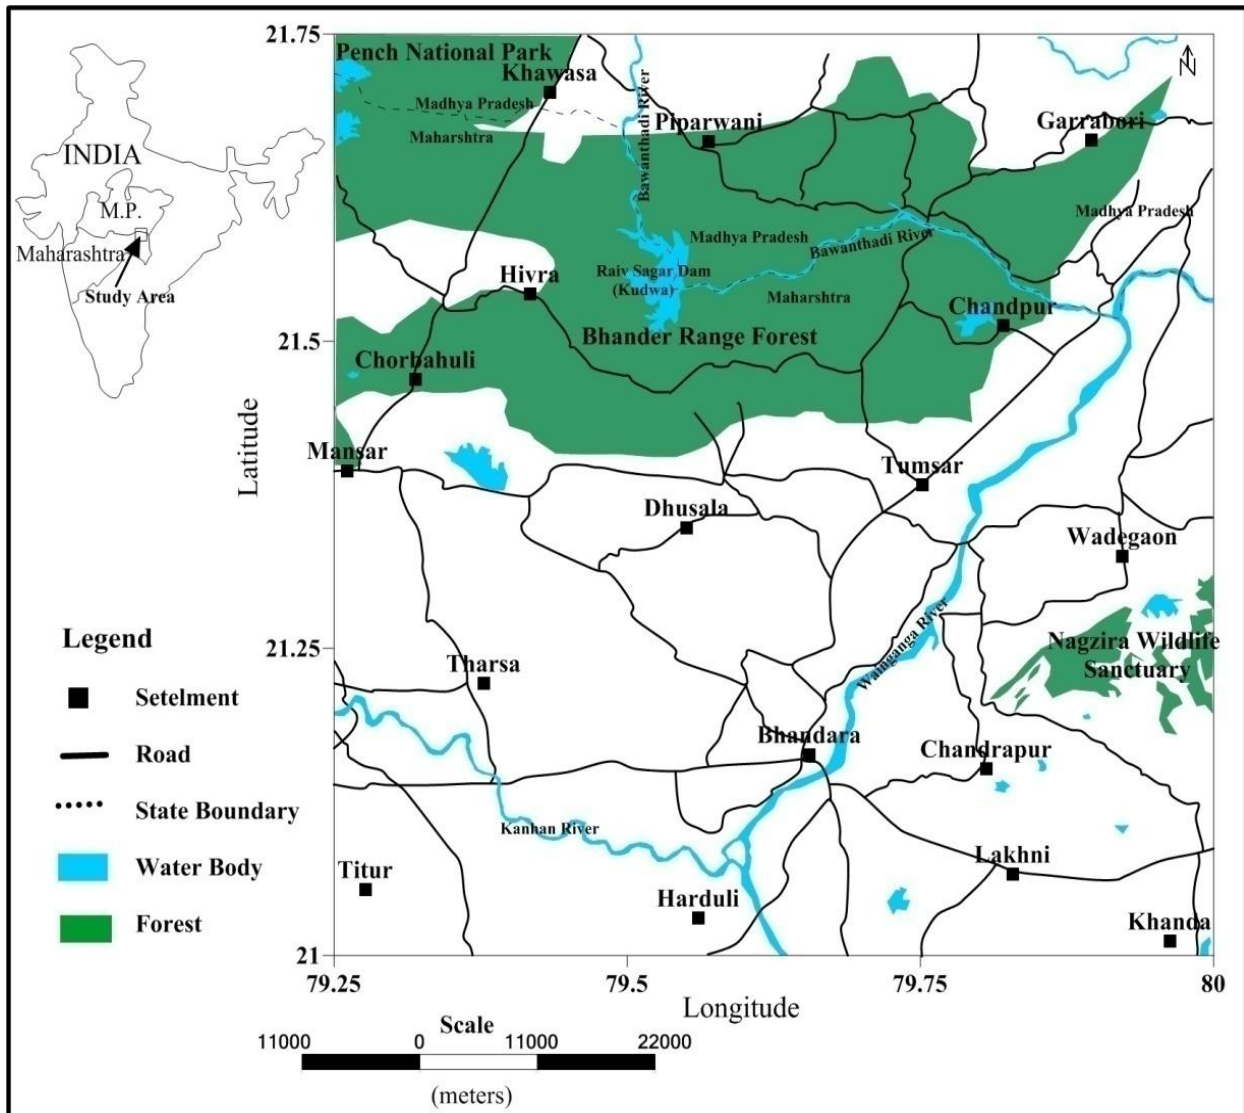 21.75
Pench National Park
Khawasa
Madhya Pradesh
Maharshtra
Bawanthadi River
Piparwani
Garrabori
N
INDIA
M.P.
Maharashtra
Study Area
Madhya Pradesh
Madhya Pradesh
Bawanthadi River
Hivra
Raiv Sagar Dam
(Kudwa)
Maharshtra
Chandpur
21.5
Bhander Range Forest
Chorbahuli
Latitude
Mansar
Tumsar
Dhusala
Wadegaon
Legend
Setelment
Road
State Boundary
Water Body
Forest
21.25
Tharsa
Wainganga River
Nagzira Wildlife
Sanctuary
Bhandara
Chandrapur
Kanhan River
Titur
Lakhni
Harduli
Khanda
21
79.25
79.5
79.75
80
Longitude
Scale
11000
0
11000
22000
(meters)